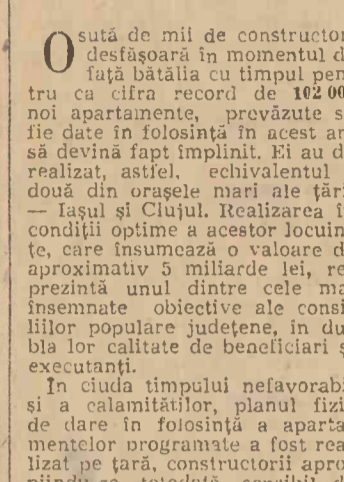 O sută de mii de constructor
desfășoară în momentul d
față bătălia cu timpul pen
tru ca cifra record de 102 00
noi apartamente, prevăzute s
fie date în folosință în acest an
să devină fapt împlinit. Ei au d
realizat, astfel, echivalentul
două din orașele mari ale țări
— Iașul și Clujul. Realizarea î
condiții optime a acestor locuin
țe, care însumează o valoare d
aproximativ 5 miliarde lei, re
prezintă unul dintre cele ma
însemnate obiective ale consi
liilor populare județene, în du
bla lor calitate de beneficiari ș
executanți.
În ciuda timpului nefavorabi
și a calamităților, planul fizi
de dare în folosință a aparta
mentelor programate a fost rea
lizat pe țară, constructorii apro